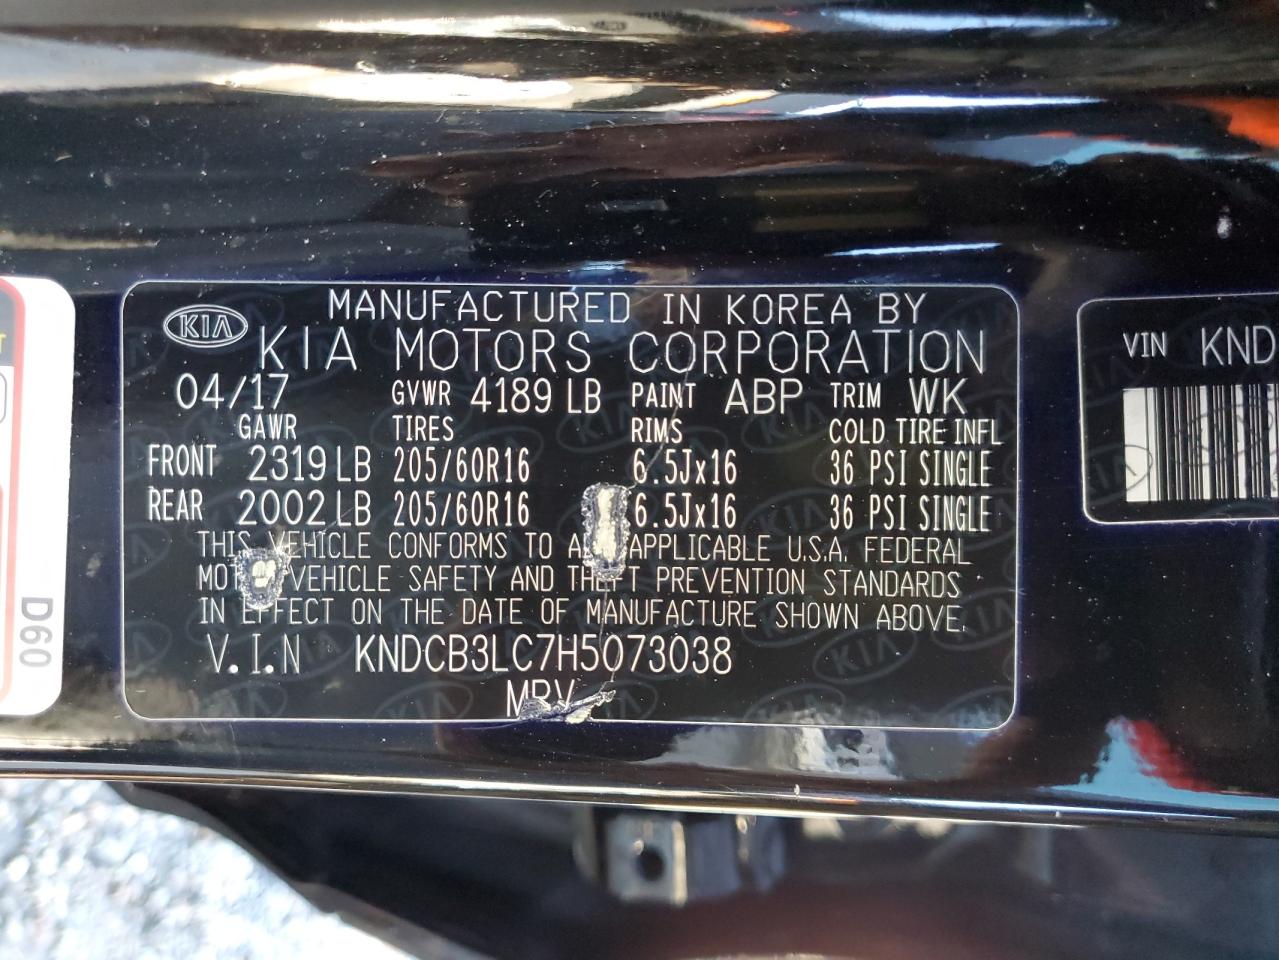 MANUFACTURED IN KOREA BY
KIA KIA MOTORS CORPORATION
04/17 GVWR 4189 LB PAINT ABP TRIM WK
GAWR TIRES RIMS COLD TIRE INFL
FRONT 2319 LB 205/60R16 6.5Jx16 36 PSI SINGLE
REAR 2002 LB 205/60R16 6.5Jx16 36 PSI SINGLE
THIS VEHICLE CONFORMS TO APPLICABLE U.S.A. FEDERAL
VEHICLE SAFETY AND THEFT PREVENTION STANDARDS
IN EFFECT ON THE DATE OF MANUFACTURE SHOWN ABOVE.
V.I.N KNDCB3LC7H5073038
VIN KND
D60